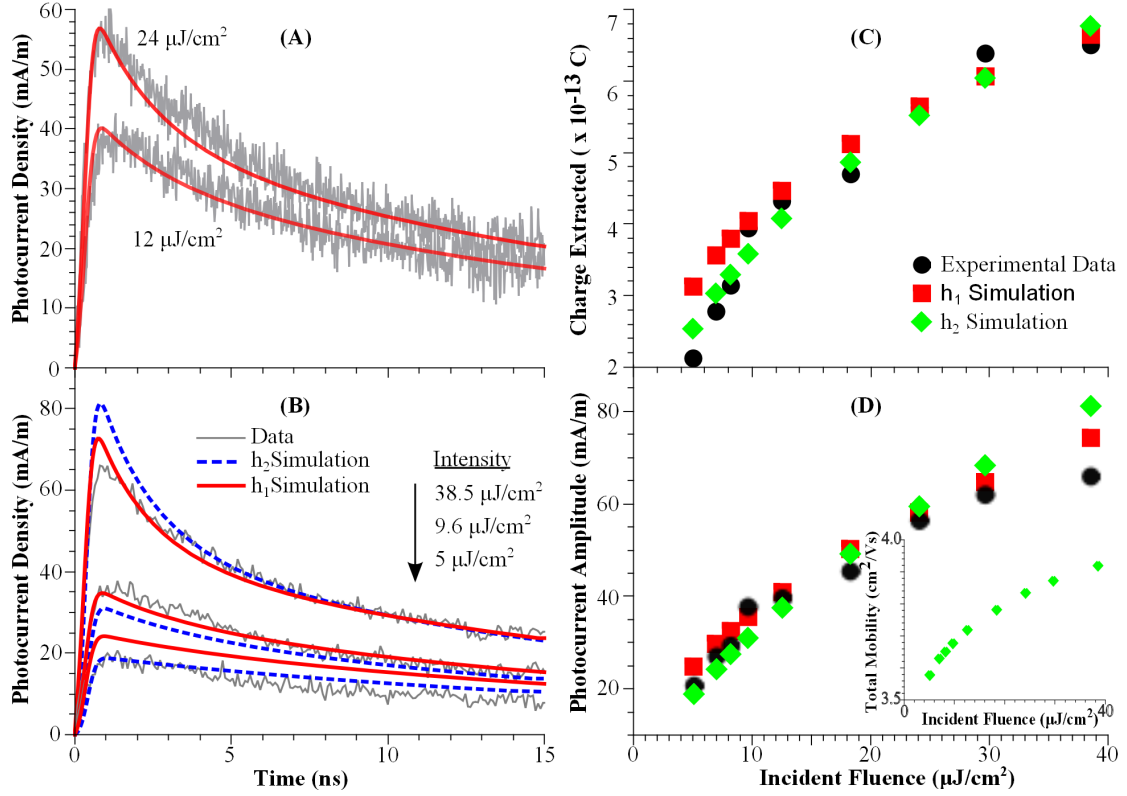 (A)
24 μJ/cm²
12 μJ/cm²
Photocurrent Density (mA/m)
60
50
40
30
20
10
0
0
5
10
15
(B)
Data
h₂Simulation
h₁Simulation
Intensity
38.5 μJ/cm²
9.6 μJ/cm²
5 μJ/cm²
Photocurrent Density (mA/m)
80
60
40
20
0
0
5
10
15
Time (ns)
(C)
Experimental Data
h₁ Simulation
h₂ Simulation
Charge Extracted ( x 10⁻¹³ C)
7
6
5
4
3
2
(D)
Photocurrent Amplitude (mA/m)
80
60
40
20
0
10
20
30
40
Incident Fluence (μJ/cm²)
Total Mobility (cm²/Vs)
4.0
3.5
0
40
Incident Fluence (μJ/cm²)